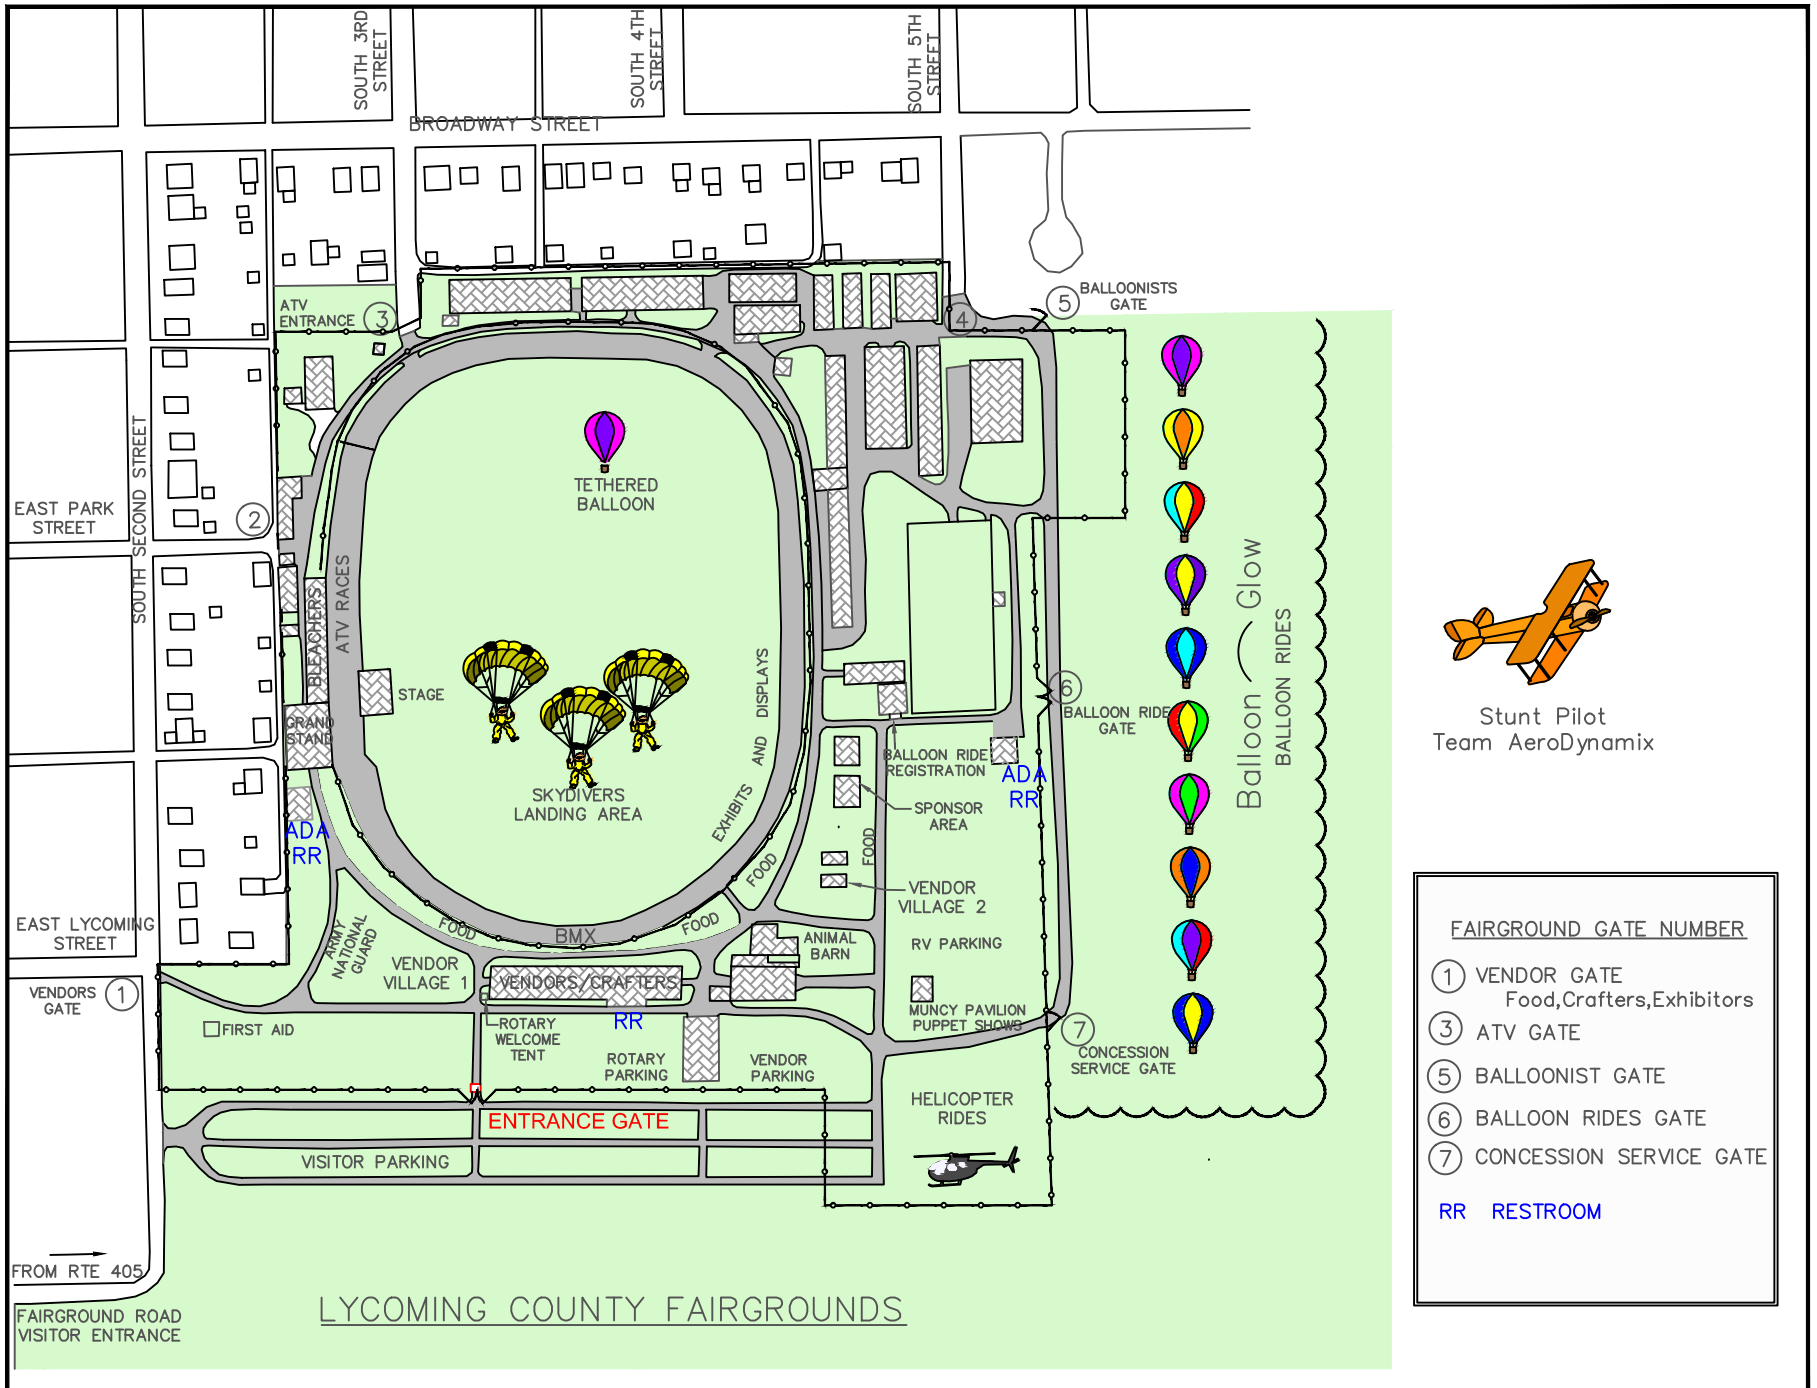 SOUTH 3RD
STREET
SOUTH 4TH
STREET
SOUTH 5TH
STREET
BROADWAY STREET
ATV
ENTRANCE
3
4
5
BALLOONISTS
GATE
EAST PARK
STREET
SOUTH SECOND STREET
2
TETHERED
BALLOON
BLEACHERS
ATV RACES
STAGE
GRAND
STAND
SKYDIVERS
LANDING AREA
EXHIBITS AND DISPLAYS
6
BALLOON RIDE
GATE
Balloon Glow
BALLOON RIDES
BALLOON RIDE
REGISTRATION
ADA
RR
SPONSOR
AREA
FOOD
VENDOR
VILLAGE 2
ADA
RR
FOOD
FOOD
FOOD
BMX
ARMY
NATIONAL
GUARD
VENDOR
VILLAGE 1
VENDORS/CRAFTERS
ANIMAL
BARN
RV PARKING
EAST LYCOMING
STREET
VENDORS
GATE
1
FIRST AID
ROTARY
WELCOME
TENT
RR
ROTARY
PARKING
VENDOR
PARKING
MUNCY PAVILION
PUPPET SHOWS
7
CONCESSION
SERVICE GATE
HELICOPTER
RIDES
ENTRANCE GATE
VISITOR PARKING
FROM RTE 405
FAIRGROUND ROAD
VISITOR ENTRANCE
LYCOMING COUNTY FAIRGROUNDS
Stunt Pilot
Team AeroDynamix
FAIRGROUND GATE NUMBER
1 VENDOR GATE
Food,Crafters,Exhibitors
3 ATV GATE
5 BALLOONIST GATE
6 BALLOON RIDES GATE
7 CONCESSION SERVICE GATE
RR RESTROOM